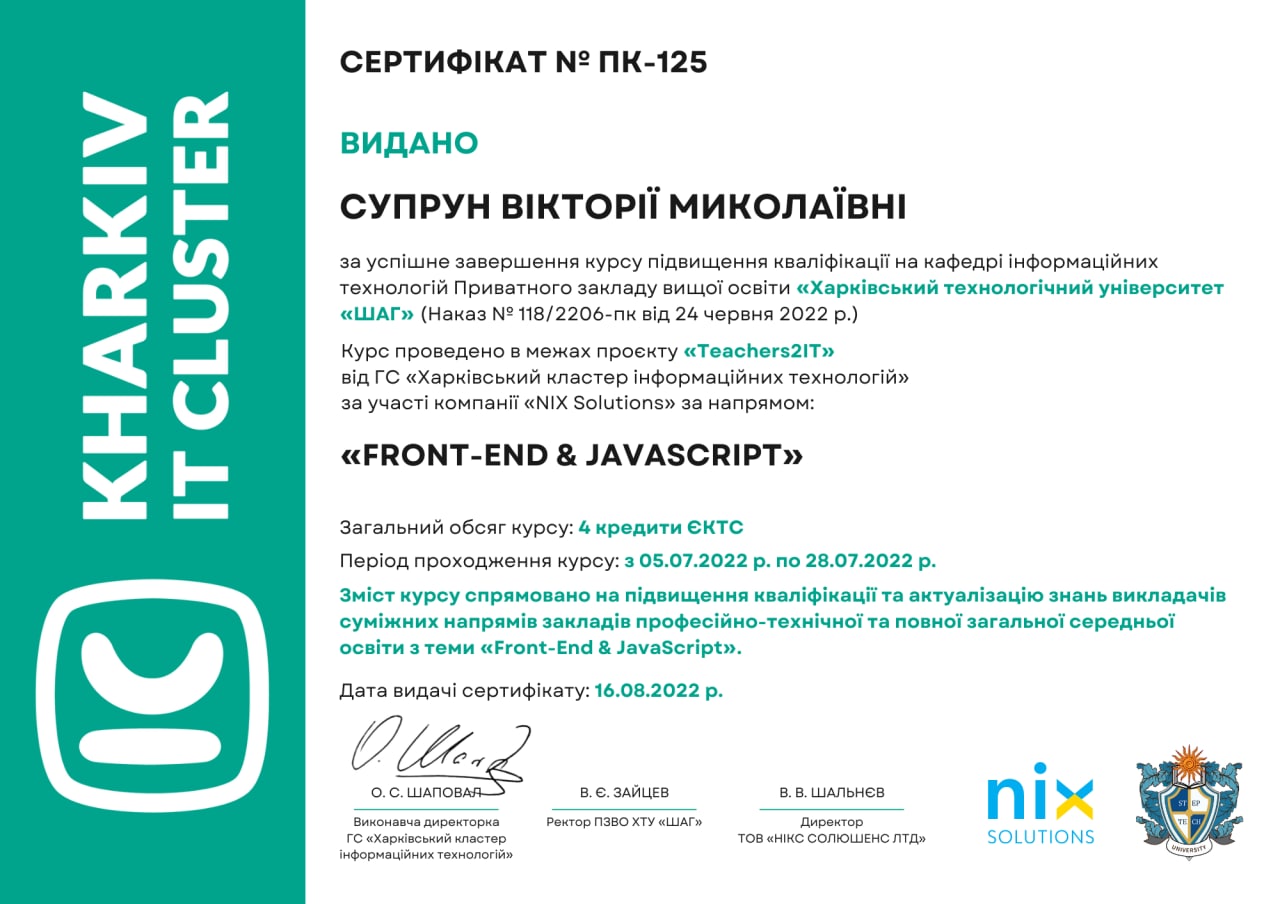 KHARKIV
IT CLUSTER
СЕРТИФІКАТ № ПК-125
ВИДАНО
СУПРУН ВІКТОРІЇ МИКОЛАЇВНІ
за успішне завершення курсу підвищення кваліфікації на кафедрі інформаційних
технологій Приватного закладу вищої освіти «Харківський технологічний університет
«ШАГ» (Наказ № 118/2206-пк від 24 червня 2022 р.)
Курс проведено в межах проєкту «Teachers2IT»
від ГС «Харківський кластер інформаційних технологій»
за участі компанії «NIX Solutions» за напрямом:
«FRONT-END & JAVASCRIPT»
Загальний обсяг курсу: 4 кредити ЄКТС
Період проходження курсу: з 05.07.2022 р. по 28.07.2022 р.
Зміст курсу спрямовано на підвищення кваліфікації та актуалізацію знань викладачів
суміжних напрямів закладів професійно-технічної та повної загальної середньої
освіти з теми «Front-End & JavaScript».
Дата видачі сертифікату: 16.08.2022 р.
О. С. ШАПОВАЛ
Виконавча директорка
ГС «Харківський кластер
інформаційних технологій»
В. Є. ЗАЙЦЕВ
Ректор ПЗВО ХТУ «ШАГ»
В. В. ШАЛЬНЄВ
Директор
ТОВ «НІКС СОЛЮШЕНС ЛТД»
nix
SOLUTIONS
ST EP
TE CH
UNIVERSITY